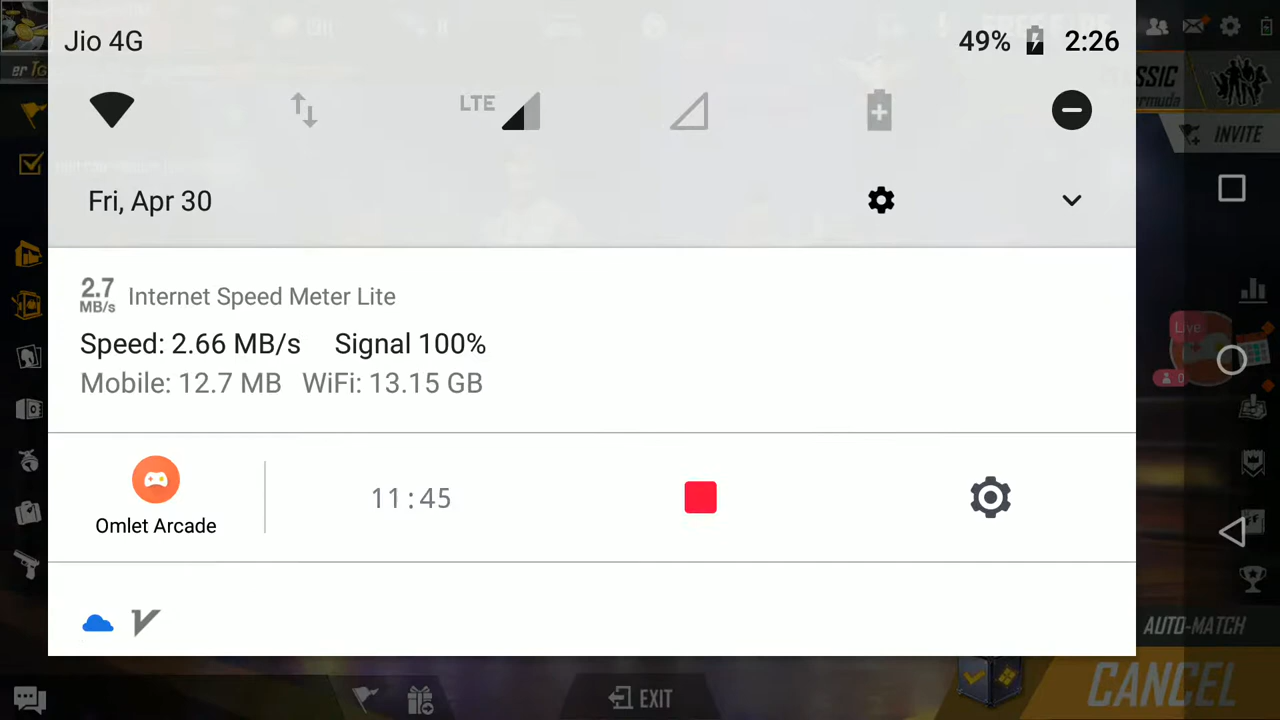 Jio 4G
49%
2:26
LTE
Fri, Apr 30
2.7
MB/s
Internet Speed Meter Lite
Speed: 2.66 MB/s Signal 100%
Mobile: 12.7 MB WiFi: 13.15 GB
Omlet Arcade
11:45
INVITE
Live
0
AUTO-MATCH
CANCEL
EXIT